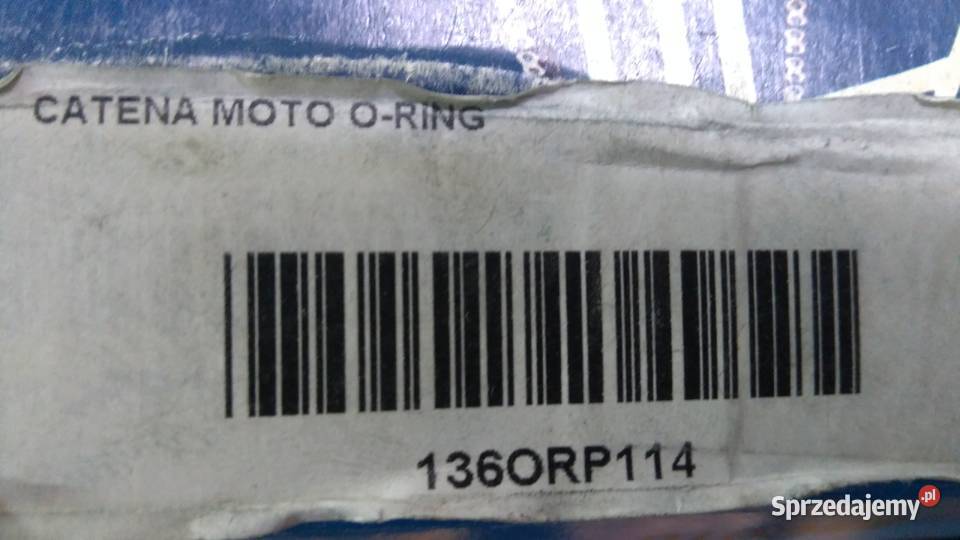 CATENA MOTO O-RING
136ORP114
Sprzedajemy.pl